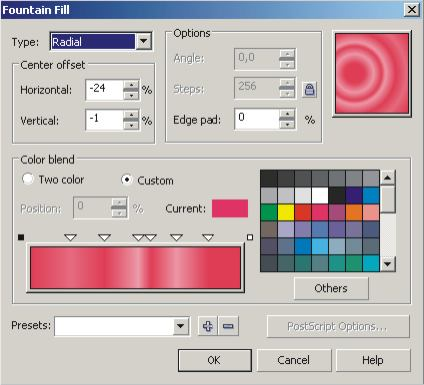 Fountain Fill
Type: Radial
Center offset
Horizontal: -24 %
Vertical: -1 %
Options
Angle: 0,0
Steps: 256
Edge pad: 0 %
Color blend
Two color
Custom
Position: 0 %
Current:
Others
Presets:
PostScript Options...
OK
Cancel
Help